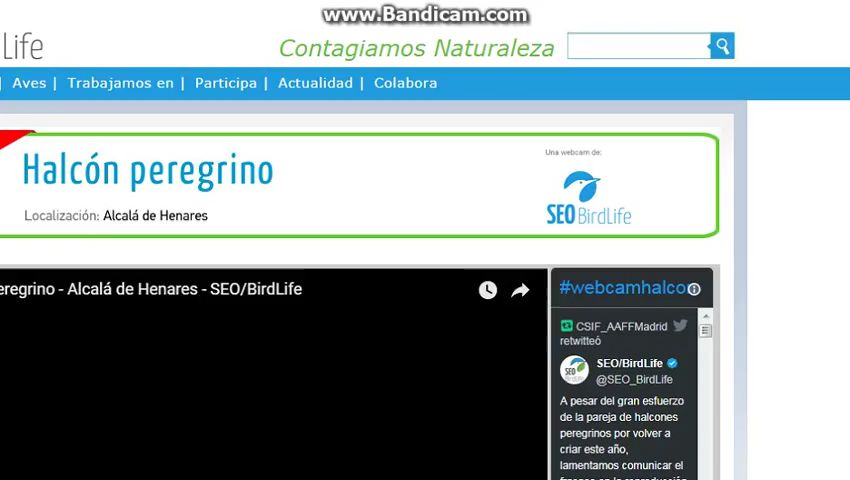 www.Bandicam.com
Life
Contagiamos Naturaleza
| Aves | Trabajamos en | Participa | Actualidad | Colabora
Halcón peregrino
Una webcam de:
SEO BirdLife
Localización: Alcalá de Henares
peregrino - Alcalá de Henares - SEO/BirdLife
#webcamhalco
CSIF_AAFFMadrid
retwitteó
SEO/BirdLife
@SEO_BirdLife
A pesar del gran esfuerzo
de la pareja de halcones
peregrinos por volver a
criar este año,
lamentamos comunicar el